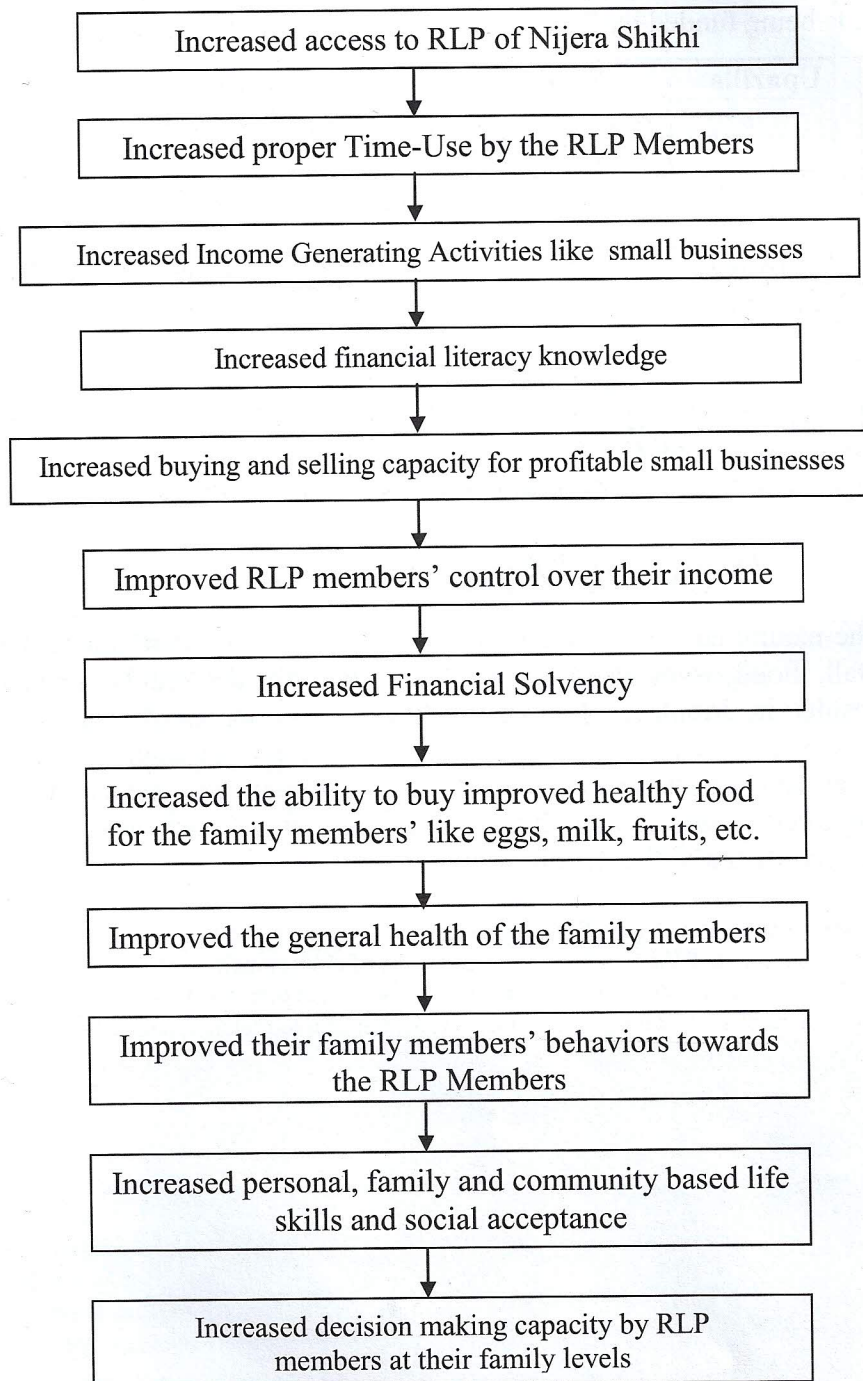 is being funded
Upazilla
Increased access to RLP of Nijera Shikhi
Increased proper Time-Use by the RLP Members
Increased Income Generating Activities like small businesses
Increased financial literacy knowledge
Increased buying and selling capacity for profitable small businesses
Improved RLP members’ control over their income
Increased Financial Solvency
Increased the ability to buy improved healthy food
for the family members’ like eggs, milk, fruits, etc.
Improved the general health of the family members
Improved their family members’ behaviors towards
the RLP Members
Increased personal, family and community based life
skills and social acceptance
Increased decision making capacity by RLP
members at their family levels